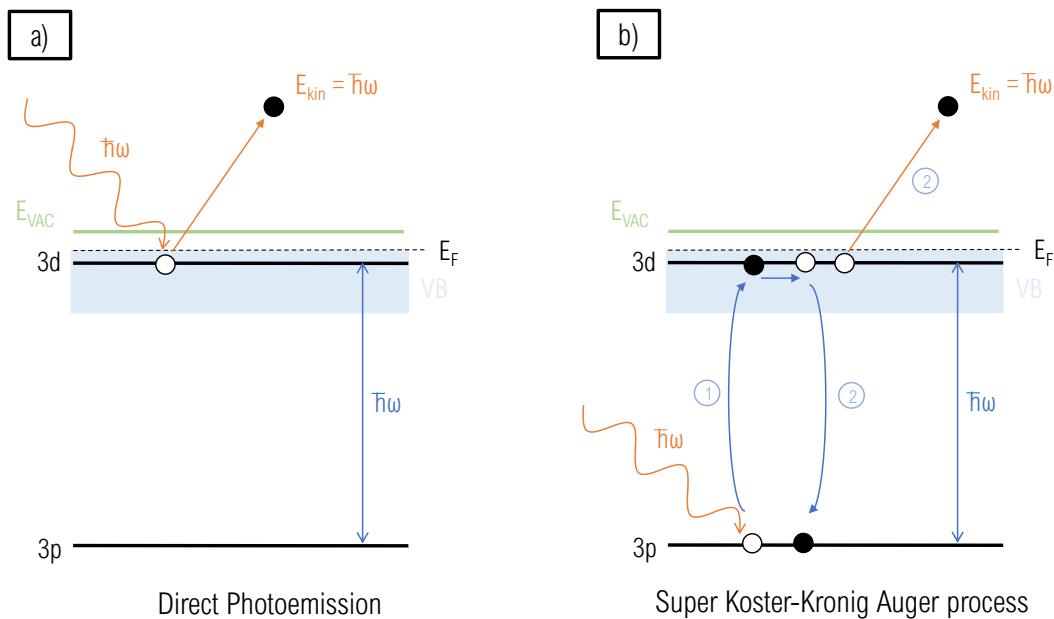 a)
E_kin = ħω
ħω
E_VAC
E_F
3d
VB
ħω
3p
Direct Photoemission
b)
E_kin = ħω
2
E_VAC
E_F
3d
VB
1
2
ħω
ħω
3p
Super Koster-Kronig Auger process